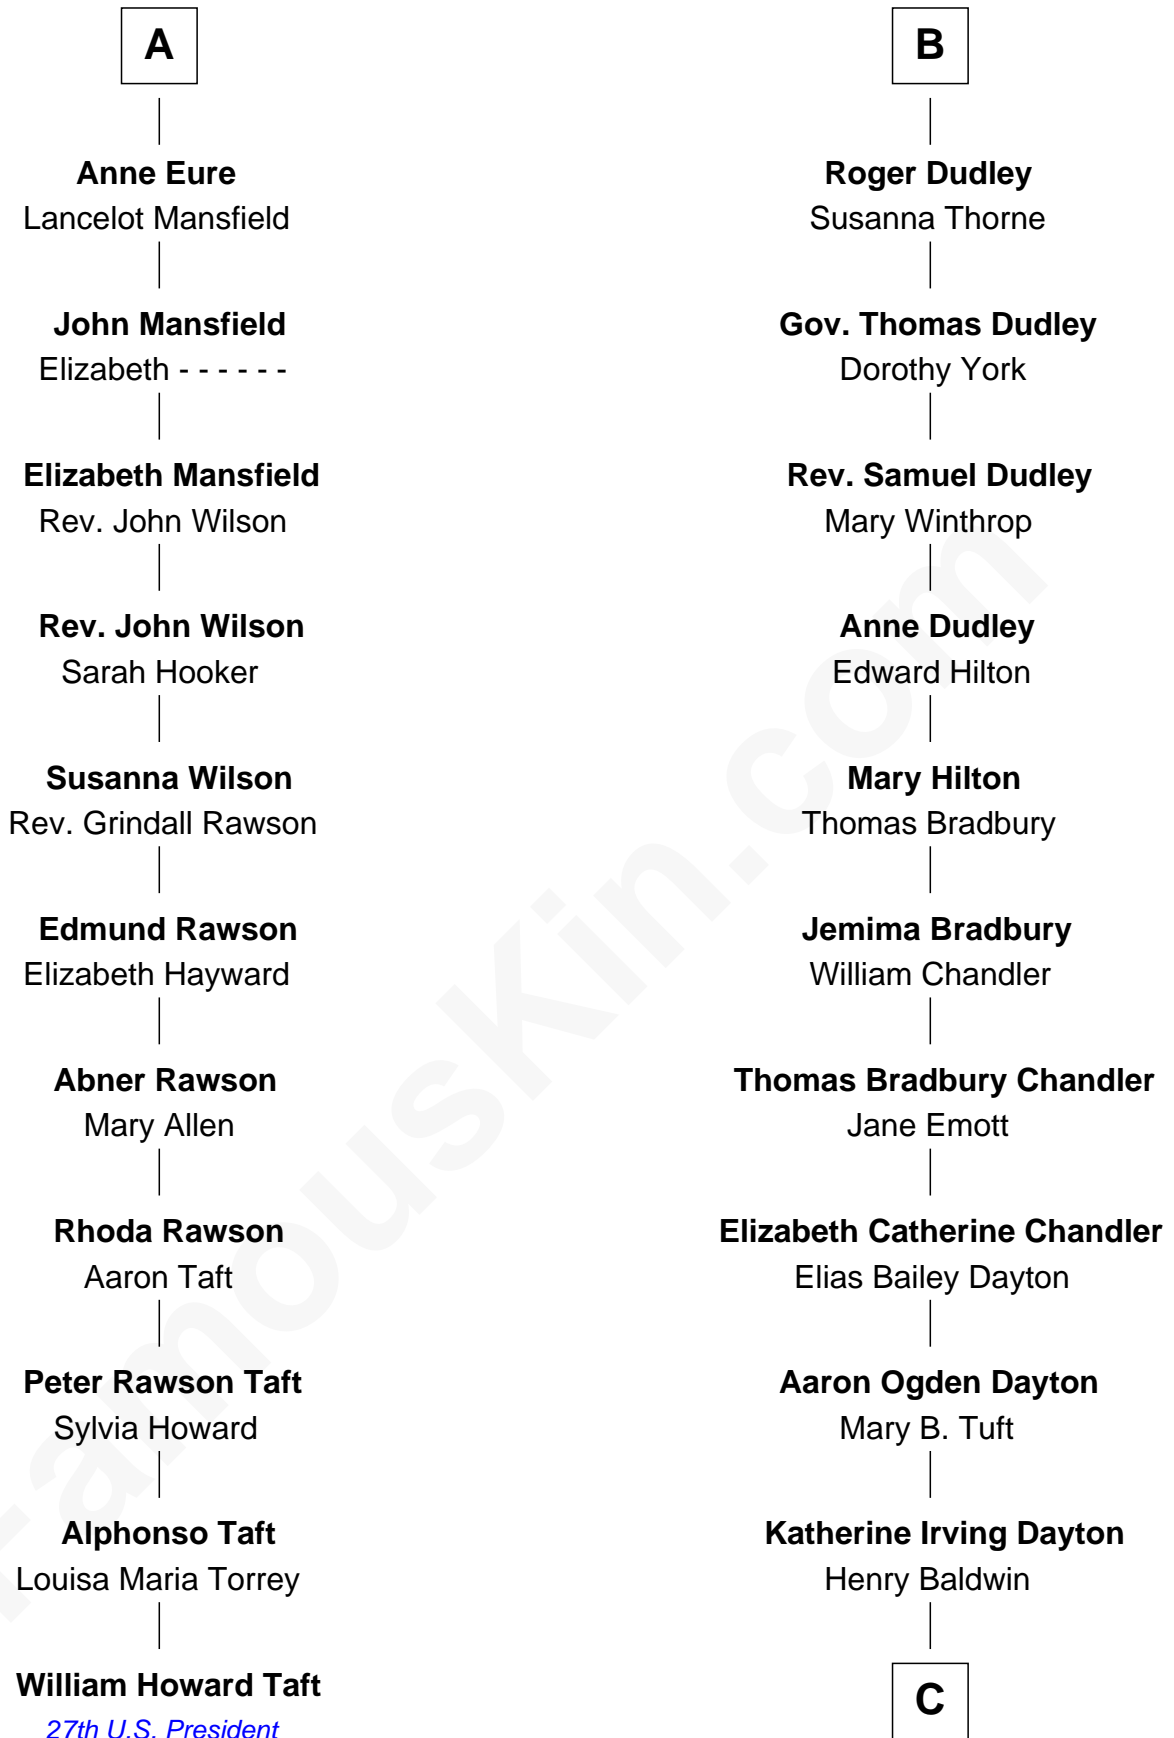 A
Anne Eure
Lancelot Mansfield
John Mansfield
Elizabeth - - - - - -
Elizabeth Mansfield
Rev. John Wilson
Rev. John Wilson
Sarah Hooker
Susanna Wilson
Rev. Grindall Rawson
Edmund Rawson
Elizabeth Hayward
Abner Rawson
Mary Allen
Rhoda Rawson
Aaron Taft
Peter Rawson Taft
Sylvia Howard
Alphonso Taft
Louisa Maria Torrey
William Howard Taft
27th U.S. President
B
Roger Dudley
Susanna Thorne
Gov. Thomas Dudley
Dorothy York
Rev. Samuel Dudley
Mary Winthrop
Anne Dudley
Edward Hilton
Mary Hilton
Thomas Bradbury
Jemima Bradbury
William Chandler
Thomas Bradbury Chandler
Jane Emott
Elizabeth Catherine Chandler
Elias Bailey Dayton
Aaron Ogden Dayton
Mary B. Tuft
Katherine Irving Dayton
Henry Baldwin
C
FamousKin.com